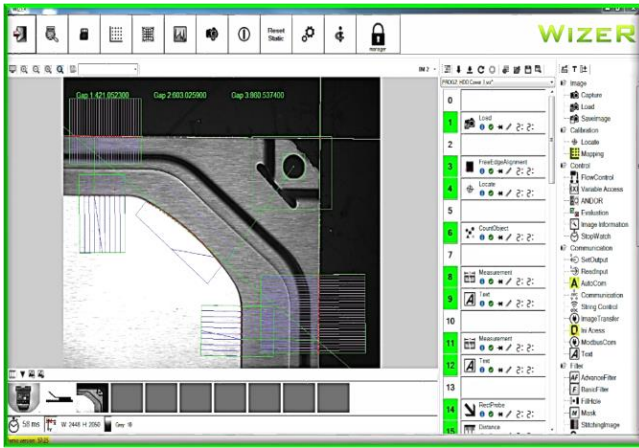 WIZER
Reset
Static
manager
Gap 1:421.052300
Gap 2:603.025900
Gap 3:860.537400
0
1
Load
2
3
FreeEdgeAlignment
4
Locate
5
6
CountObject
7
8
Measurement
9
Text
10
11
Measurement
12
Text
13
14
RectProbe
15
Distance
Image
Capture
Load
SaveImage
Calibration
Locate
Mapping
Control
FlowControl
Variable Access
ANDOR
Evaluation
Image Information
StopWatch
Communication
SetOutput
ReadInput
AutoCom
Communication
String Control
ImageTransfer
Ini Access
ModbusCom
Text
Filter
AdvanceFilter
BasicFilter
FillHole
Mask
StitchingImage
58 ms
W: 2448 H: 2050
Grey: 18